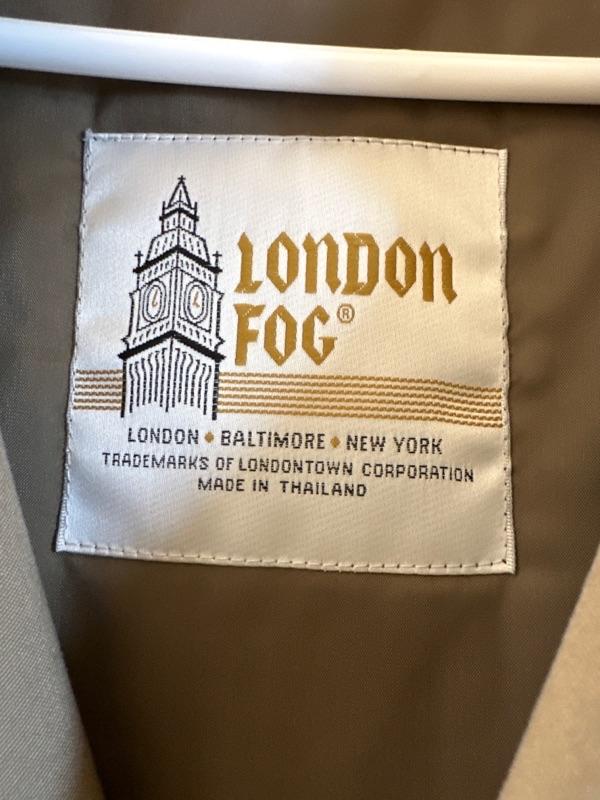 LONDON
FOG®
LONDON ♦ BALTIMORE ♦ NEW YORK
TRADEMARKS OF LONDONTOWN CORPORATION
MADE IN THAILAND